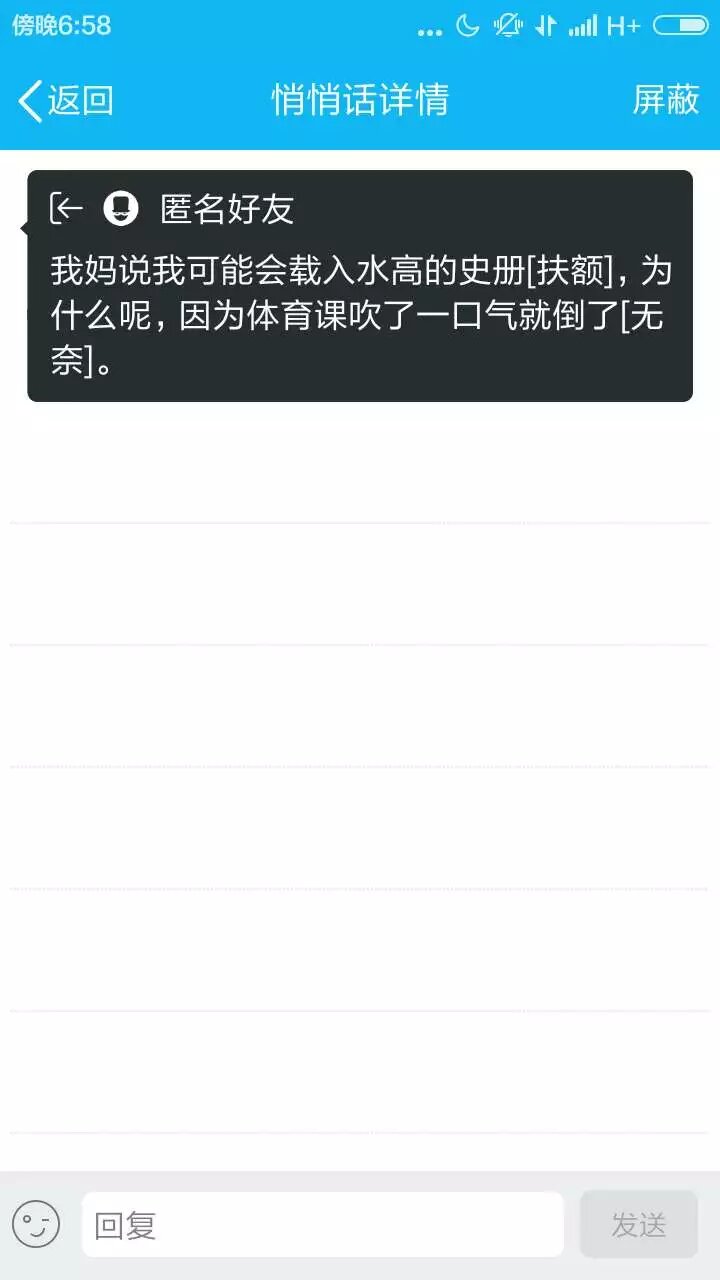 傍晚6:58
... H+
返回 悄悄话详情 屏蔽
匿名好友
我妈说我可能会载入水高的史册[扶额]，为
什么呢，因为体育课吹了一口气就倒了[无
奈]。
回复 发送